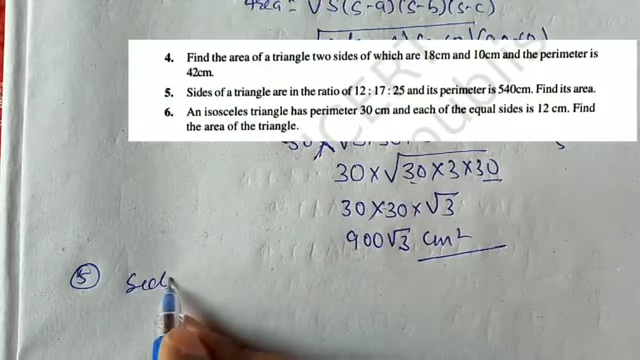 Area = √s(s-a)(s-b)(s-c)
4. Find the area of a triangle two sides of which are 18cm and 10cm and the perimeter is
42cm.
5. Sides of a triangle are in the ratio of 12 : 17 : 25 and its perimeter is 540cm. Find its area.
6. An isosceles triangle has perimeter 30 cm and each of the equal sides is 12 cm. Find
the area of the triangle.
30 × √30×3×30
30 × 30 × √3
900√3 cm²
⑤ Sid